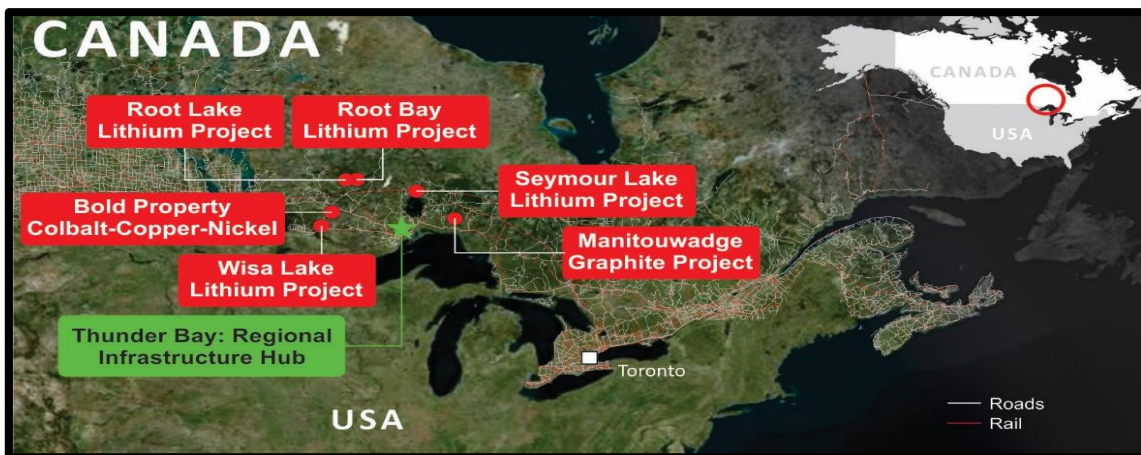 CANADA
CANADA
USA
Root Lake
Lithium Project
Root Bay
Lithium Project
Seymour Lake
Lithium Project
Bold Property
Colbalt-Copper-Nickel
Manitouwadge
Graphite Project
Wisa Lake
Lithium Project
Thunder Bay: Regional
Infrastructure Hub
Toronto
USA
Roads
Rail